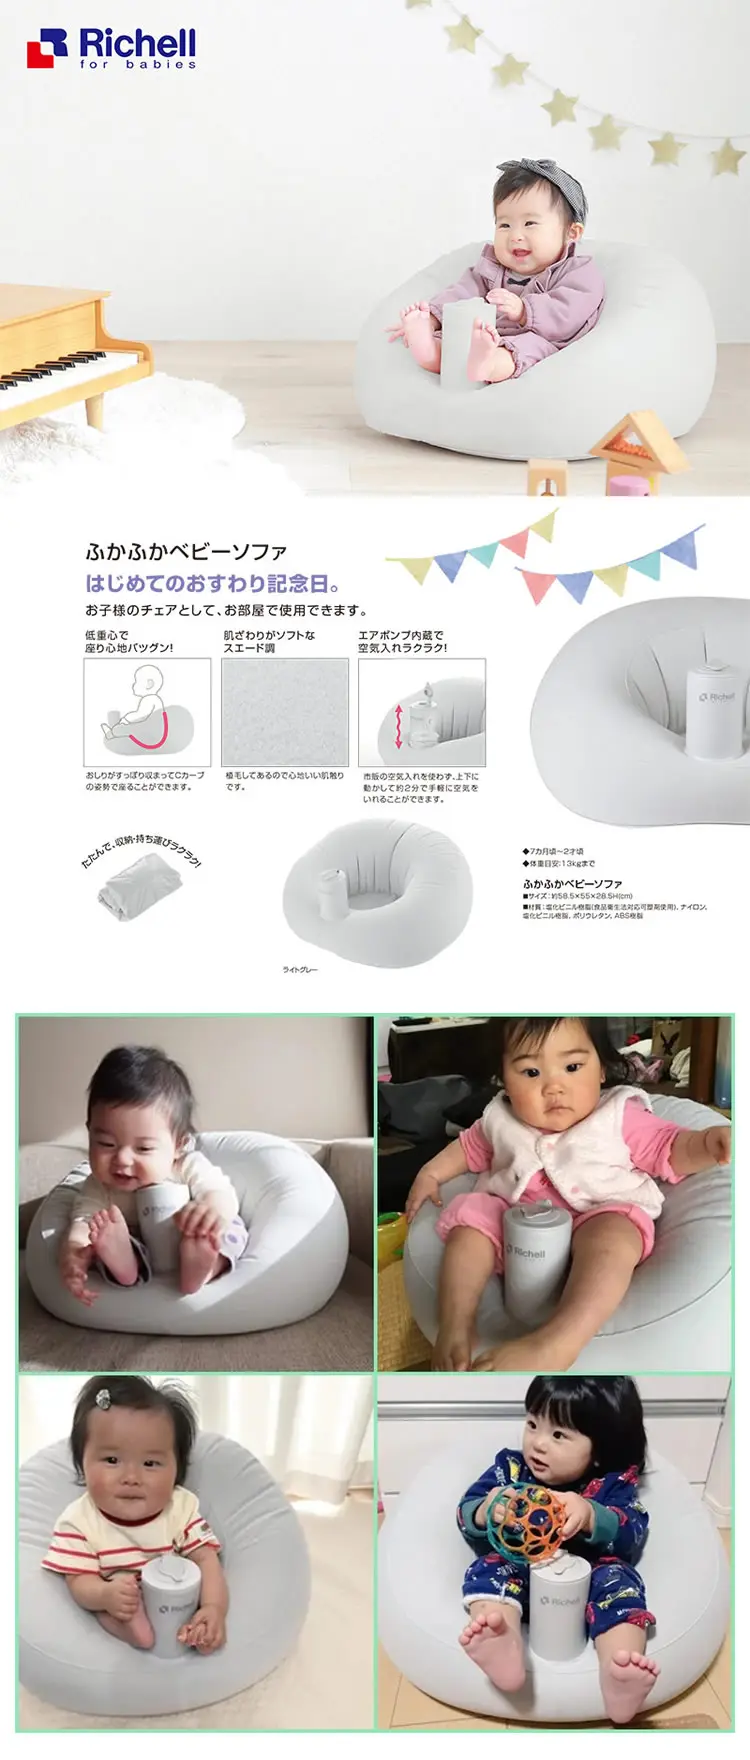 Richell
for babies
ふかふかベビーソファ
はじめてのおすわり記念日。
お子様のチェアとして、お部屋で使用できます。
低重心で
座り心地バツグン!
肌ざわりがソフトな
スエード調
エアポンプ内蔵で
空気入れラクラク!
Richell
おしりがすっぽり収まってCカーブ
の姿勢で座ることができます。
植毛してあるので心地いい肌触り
です。
市販の空気入れを使わず、上下に
動かして約2分で手軽に空気を
いれることができます。
たたんで、収納・持ち運びラクラク!
ライトグレー
◆7カ月頃~2才頃
◆体重目安:13kgまで
ふかふかベビーソファ
■サイズ:約58.5×55×28.5H(cm)
■材質:塩化ビニル樹脂(食品衛生法対応可塑剤使用)、ナイロン、
塩化ビニル樹脂、ポリウレタン、ABS樹脂
Richell
Richell
Richell
Richell